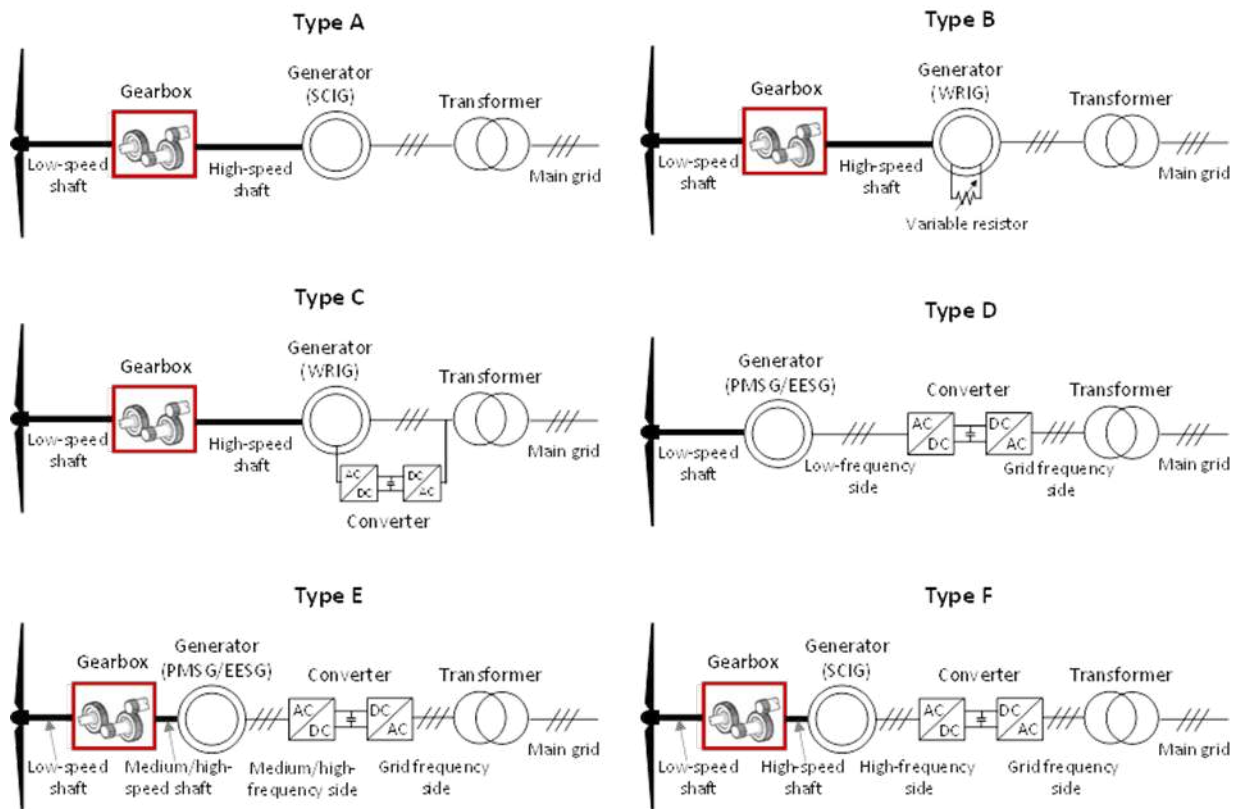 Type A
Gearbox
Generator
(SCIG)
Transformer
Low-speed
shaft
High-speed
shaft
Main grid
Type B
Gearbox
Generator
(WRIG)
Transformer
Low-speed
shaft
High-speed
shaft
Variable resistor
Main grid
Type C
Gearbox
Generator
(WRIG)
Transformer
Low-speed
shaft
High-speed
shaft
AC
DC
DC
AC
Converter
Main grid
Type D
Generator
(PMSG/EESG)
Converter
Transformer
AC
DC
DC
AC
Low-speed
shaft
Low-frequency
side
Grid frequency
side
Main grid
Type E
Gearbox
Generator
(PMSG/EESG)
Converter
Transformer
AC
DC
DC
AC
Low-speed
shaft
Medium/high-
speed shaft
Medium/high-
frequency side
Grid frequency
side
Main grid
Type F
Gearbox
Generator
(SCIG)
Converter
Transformer
AC
DC
DC
AC
Low-speed
shaft
High-speed
shaft
High-frequency
side
Grid frequency
side
Main grid